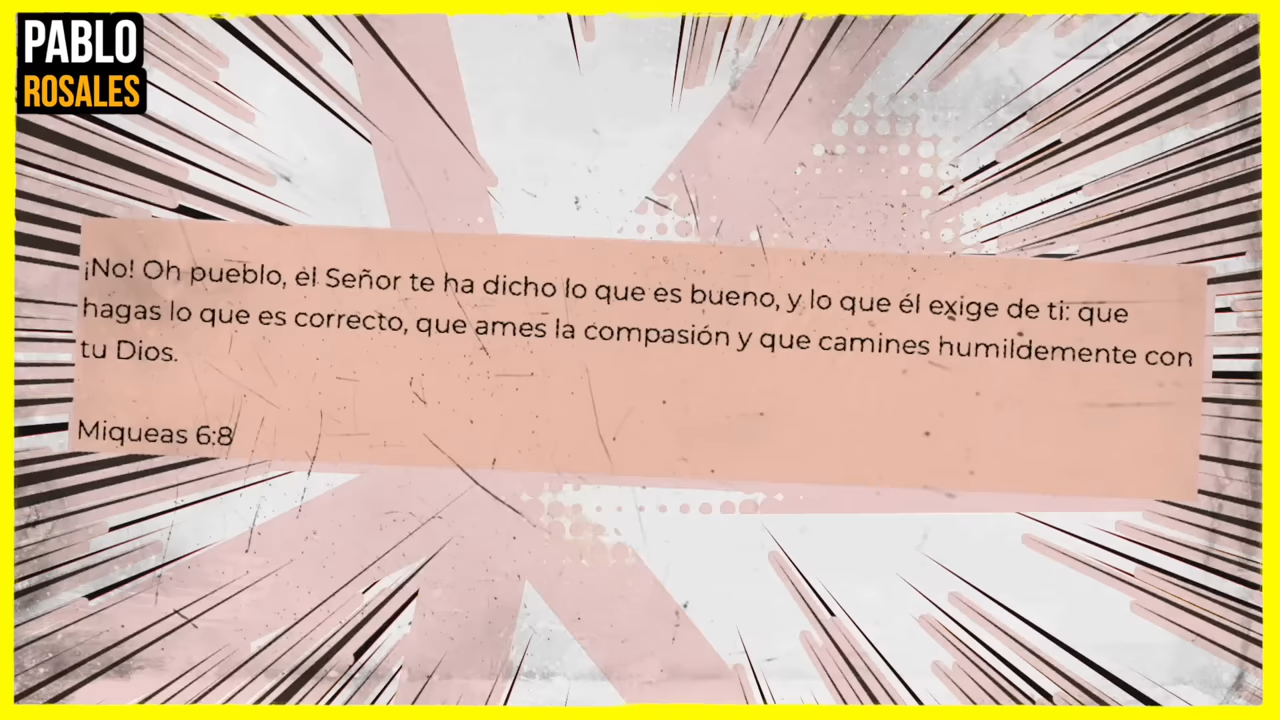 PABLO
ROSALES
¡No! Oh pueblo, el Señor te ha dicho lo que es bueno, y lo que él exige de ti: que
hagas lo que es correcto, que ames la compasión y que camines humildemente con
tu Dios.
Miqueas 6:8